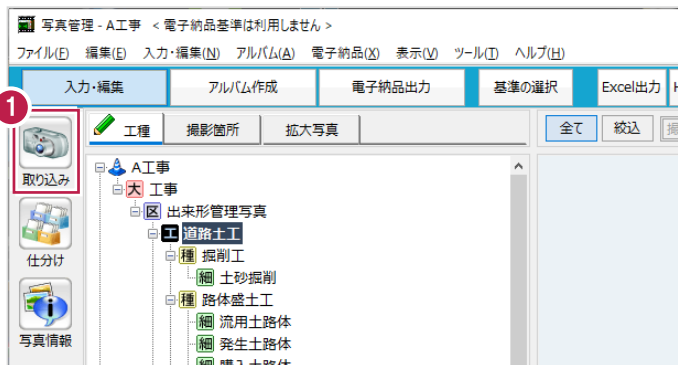 写真管理 - A工事 < 電子納品基準は利用しません >
ファイル(F) 編集(E) 入力・編集(N) アルバム(A) 電子納品(X) 表示(V) ツール(T) ヘルプ(H)
入力・編集 アルバム作成 電子納品出力 基準の選択 Excel出力
1
工種 撮影箇所 拡大写真 全て 絞込 撮
取り込み
仕分け
写真情報
A工事
大 工事
区 出来形管理写真
工 道路土工
種 掘削工
細 土砂掘削
種 路体盛土工
細 流用土路体
細 発生土路体
細 購入土路体